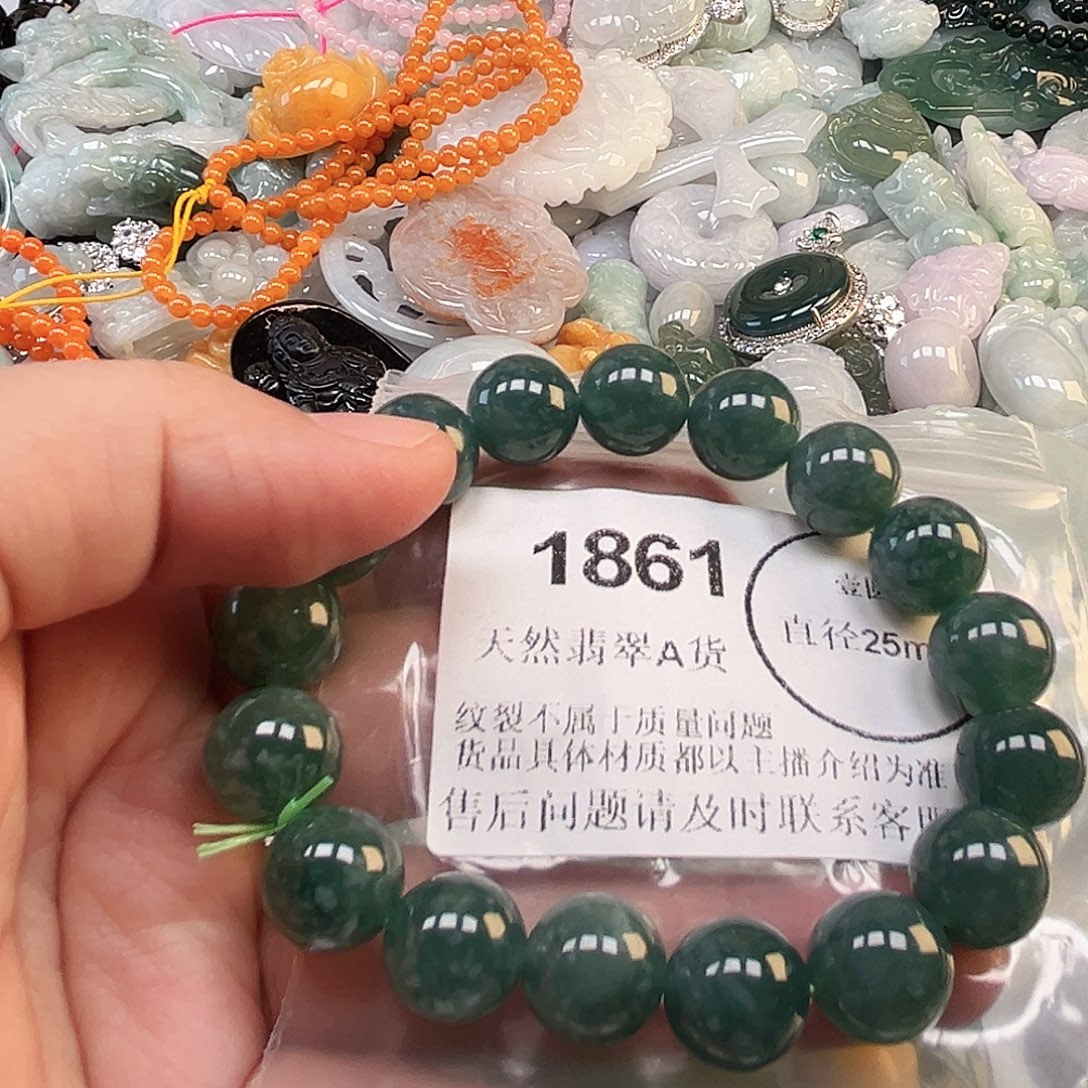 1861
天然翡翠A货
直径25m
纹裂不属于质量问题
货品具体材质都以主播介绍为准
售后问题请及时联系客